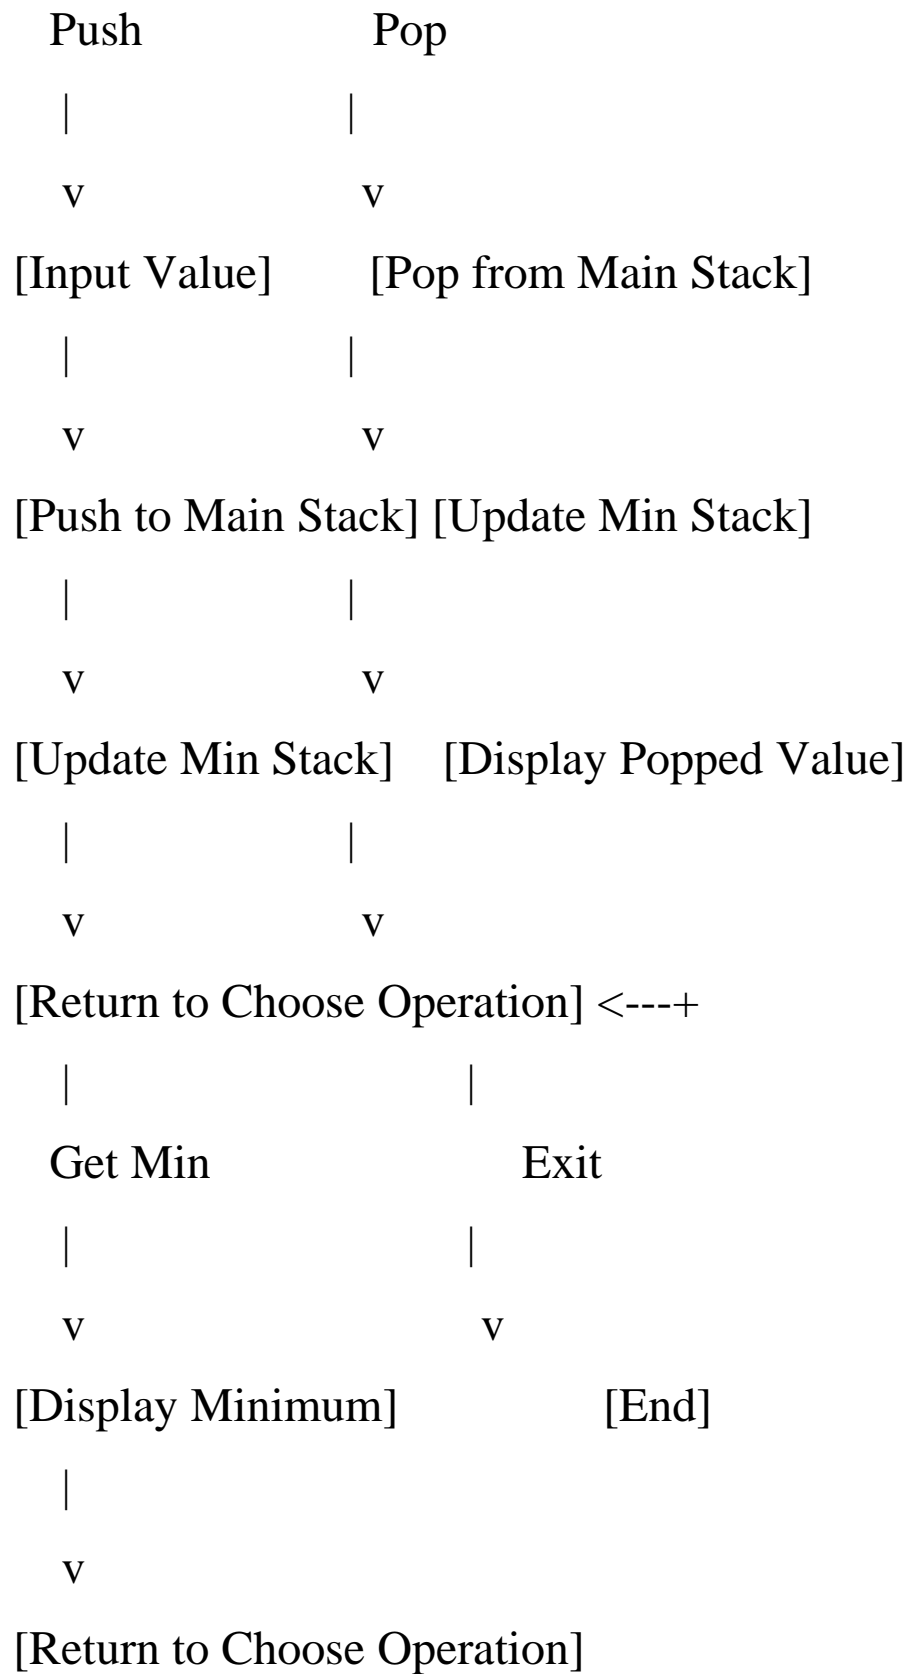 Push Pop
| |
v v
[Input Value] [Pop from Main Stack]
| |
v v
[Push to Main Stack] [Update Min Stack]
| |
v v
[Update Min Stack] [Display Popped Value]
| |
v v
[Return to Choose Operation] <---+
| |
Get Min Exit
| |
v v
[Display Minimum] [End]
|
v
[Return to Choose Operation]